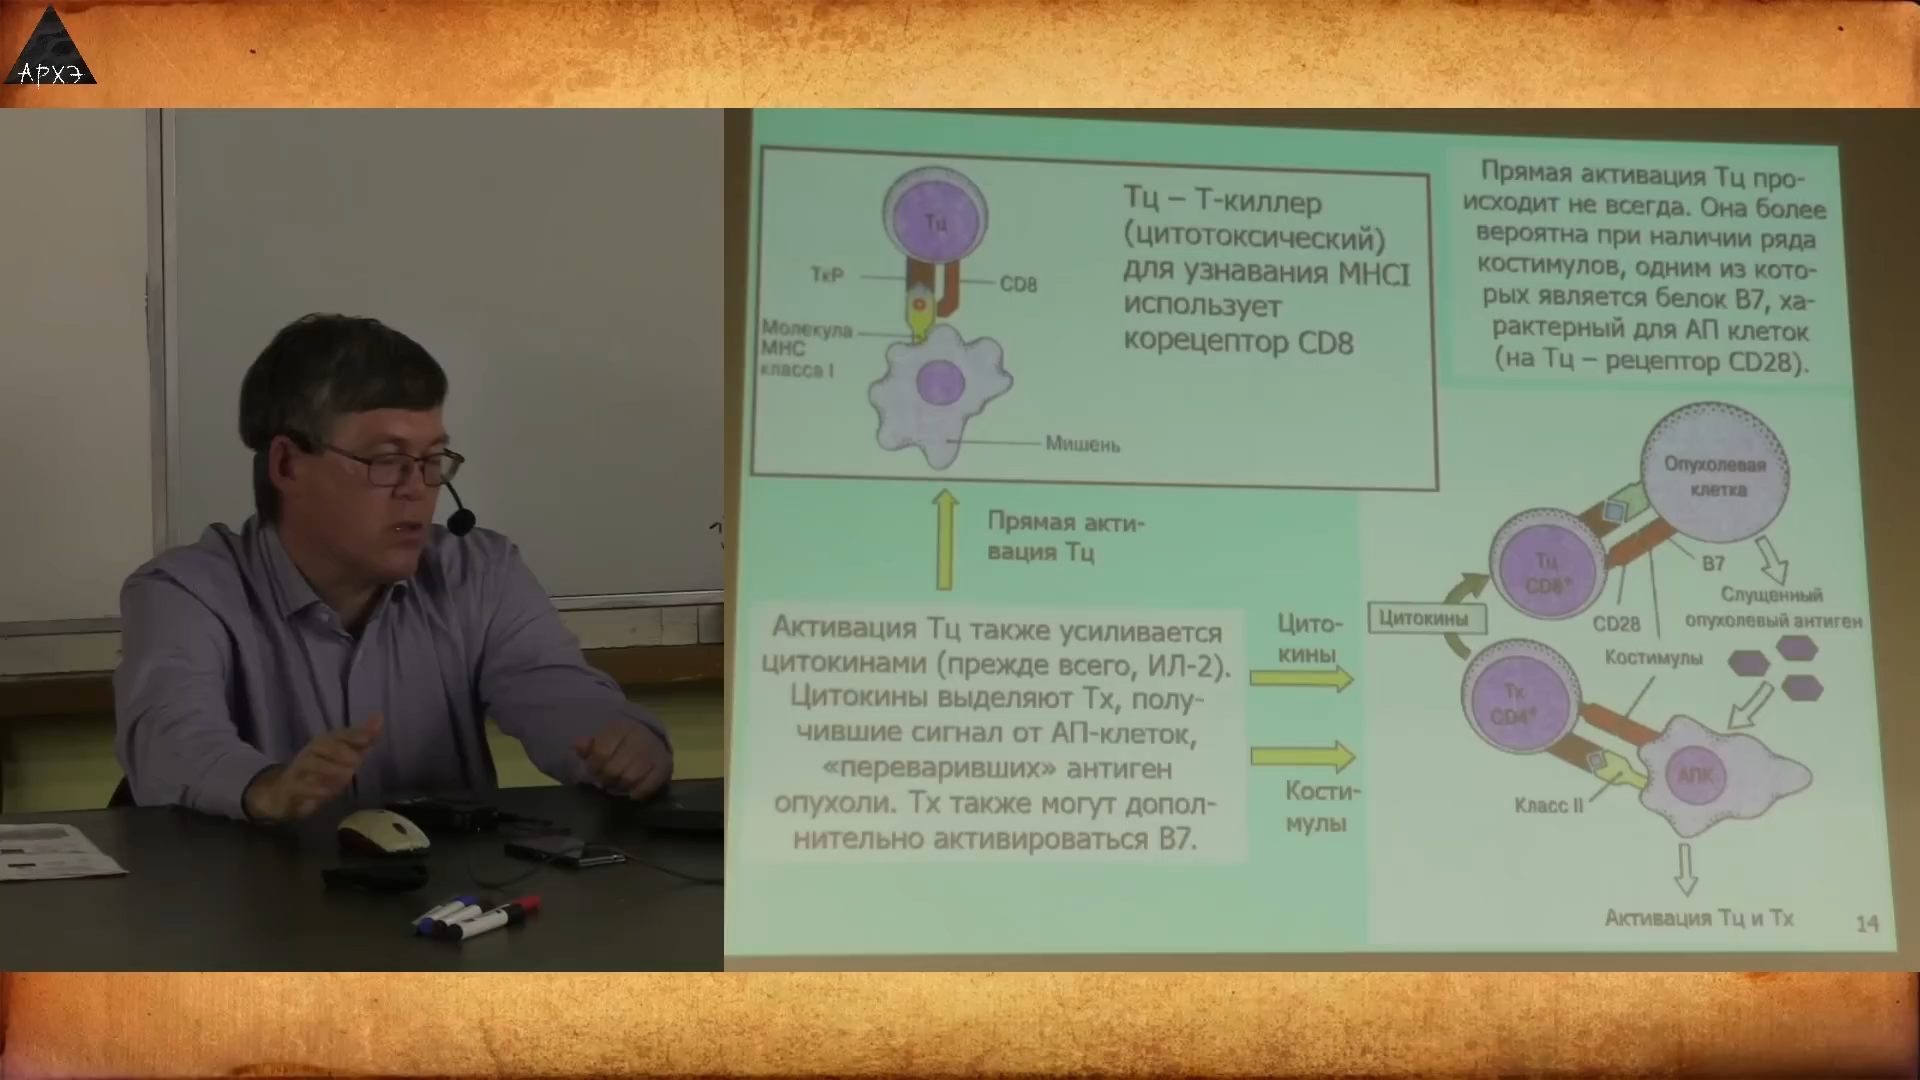 АРХЭ
Тц
ТкР
CD8
Молекула
МНС
класса I
Мишень
Тц – Т-киллер
(цитотоксический)
для узнавания MHCI
использует
корецептор CD8
Прямая активация Тц про-
исходит не всегда. Она более
вероятна при наличии ряда
костимулов, одним из кото-
рых является белок B7, ха-
рактерный для АП клеток
(на Тц – рецептор CD28).
Прямая акти-
вация Тц
Активация Тц также усиливается
цитокинами (прежде всего, ИЛ-2).
Цитокины выделяют Тх, полу-
чившие сигнал от АП-клеток,
«переваривших» антиген
опухоли. Тх также могут допол-
нительно активироваться B7.
Цито-
кины
Кости-
мулы
Опухолевая
клетка
Тц
CD8⁺
B7
CD28
Слущенный
опухолевый антиген
Цитокины
Костимулы
Тх
CD4⁺
АПК
Класс II
Активация Тц и Тх
14